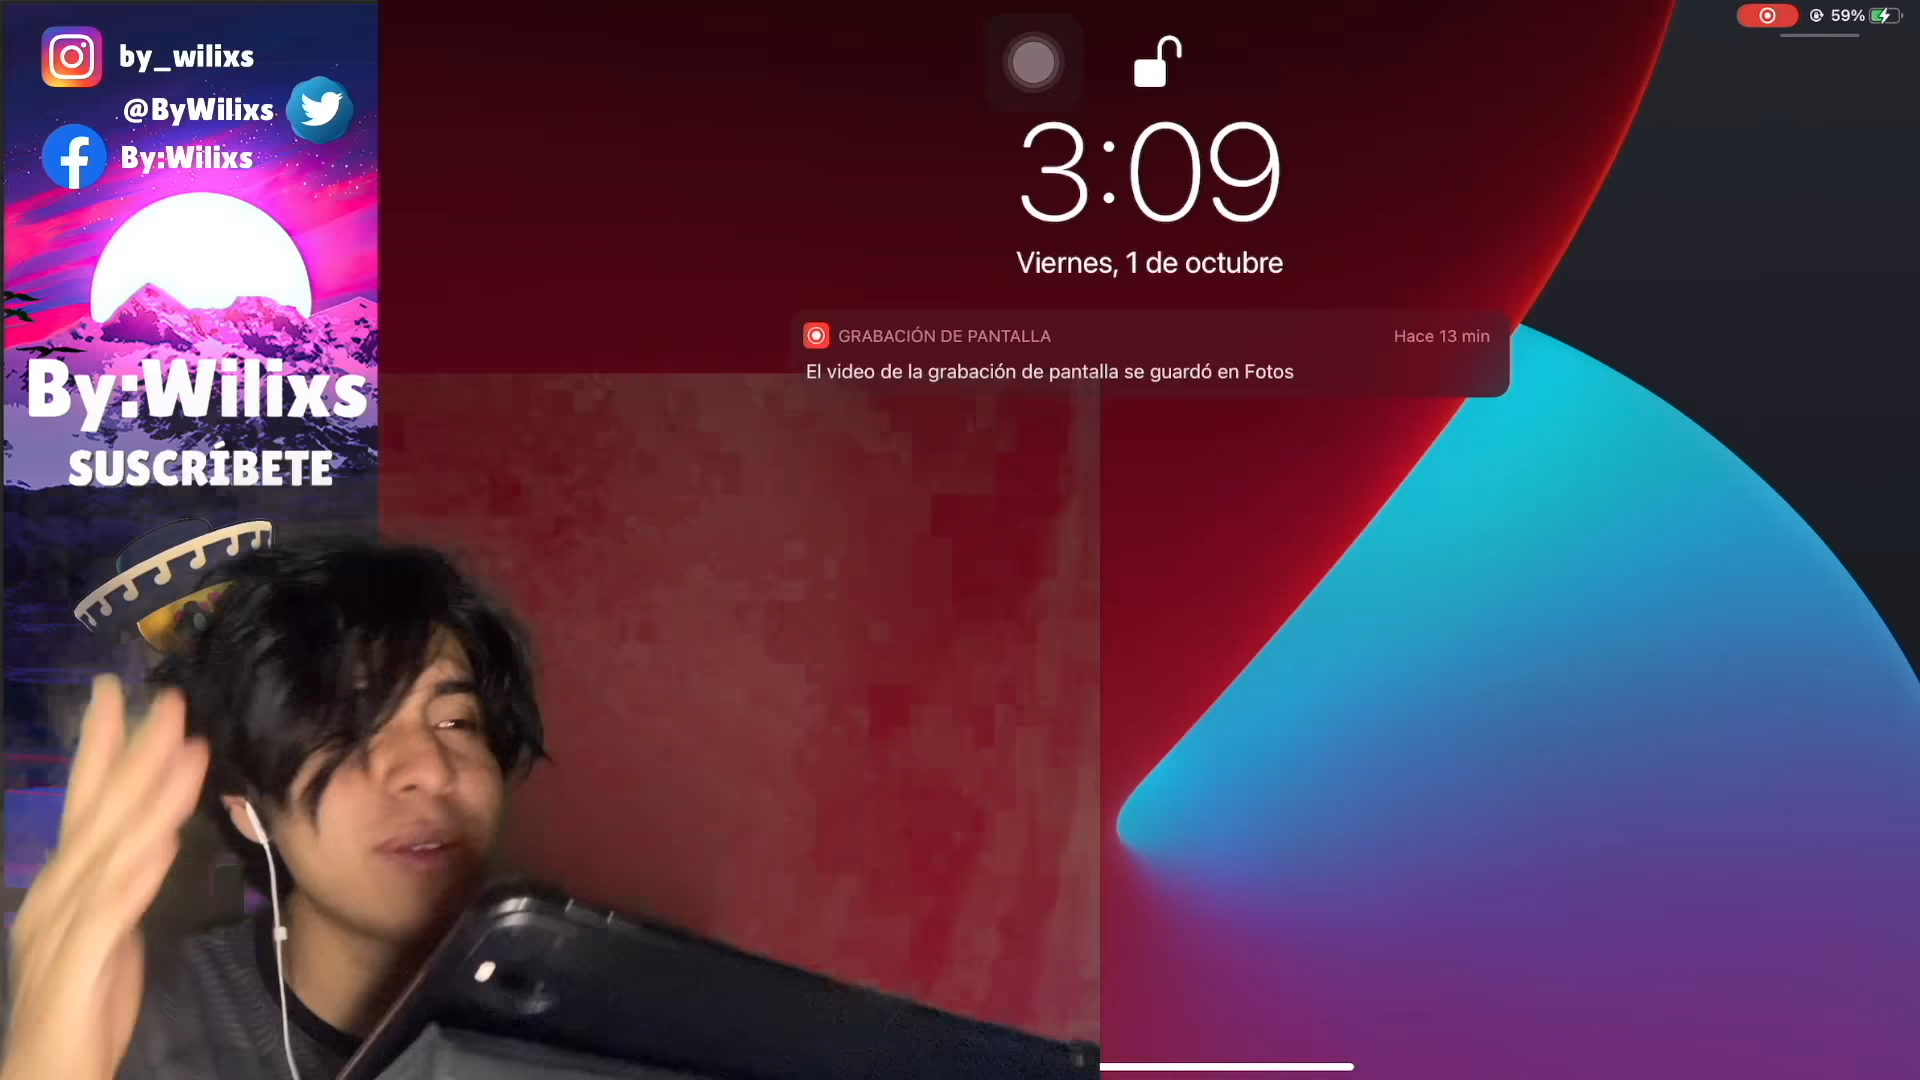 by_wilixs
@ByWilixs
By:Wilixs
By:Wilixs
SUSCRÍBETE
59%
3:09
Viernes, 1 de octubre
GRABACIÓN DE PANTALLA
Hace 13 min
El video de la grabación de pantalla se guardó en Fotos